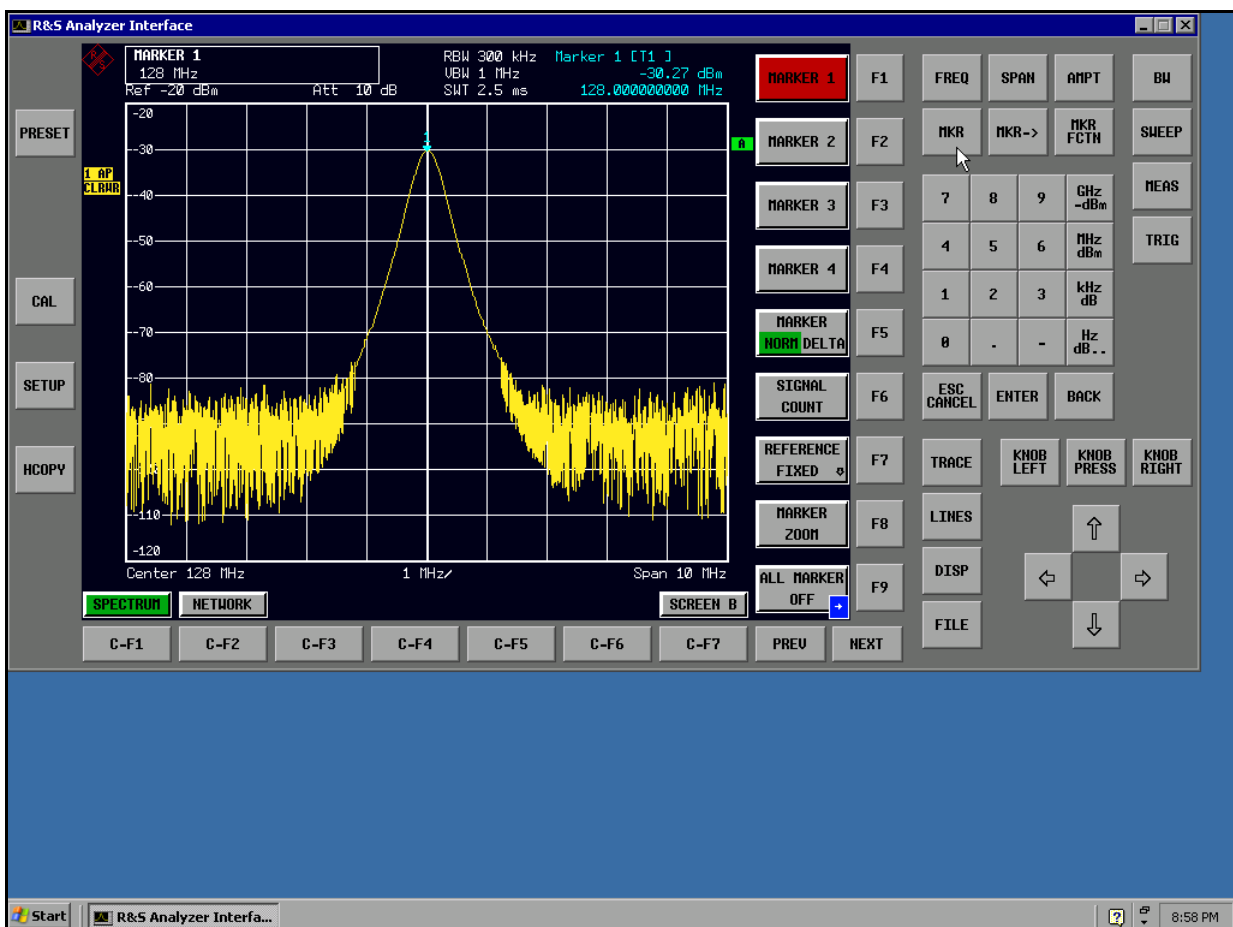 R&S Analyzer Interface
MARKER 1
128 MHz
RBW 300 kHz
Marker 1 [T1 ]
VBW 1 MHz
-30.27 dBm
Ref -20 dBm
Att 10 dB
SWT 2.5 ms
128.000000000 MHz
-20
-30
1
A
1 AP
CLRWR
-40
-50
-60
-70
-80
-110
-120
Center 128 MHz
1 MHz/
Span 10 MHz
SPECTRUM
NETWORK
SCREEN B
PRESET
CAL
SETUP
HCOPY
MARKER 1
F1
MARKER 2
F2
MARKER 3
F3
MARKER 4
F4
MARKER
NORM DELTA
F5
SIGNAL
COUNT
F6
REFERENCE
FIXED
F7
MARKER
ZOOM
F8
ALL MARKER
OFF
F9
C-F1
C-F2
C-F3
C-F4
C-F5
C-F6
C-F7
PREV
NEXT
FREQ
SPAN
AMPT
BW
MKR
MKR->
MKR
FCTN
SWEEP
7
8
9
GHz
-dBm
MEAS
4
5
6
MHz
dBm
TRIG
1
2
3
kHz
dB
0
.
-
Hz
dB..
ESC
CANCEL
ENTER
BACK
TRACE
KNOB
LEFT
KNOB
PRESS
KNOB
RIGHT
LINES
DISP
FILE
Start
R&S Analyzer Interfa...
8:58 PM